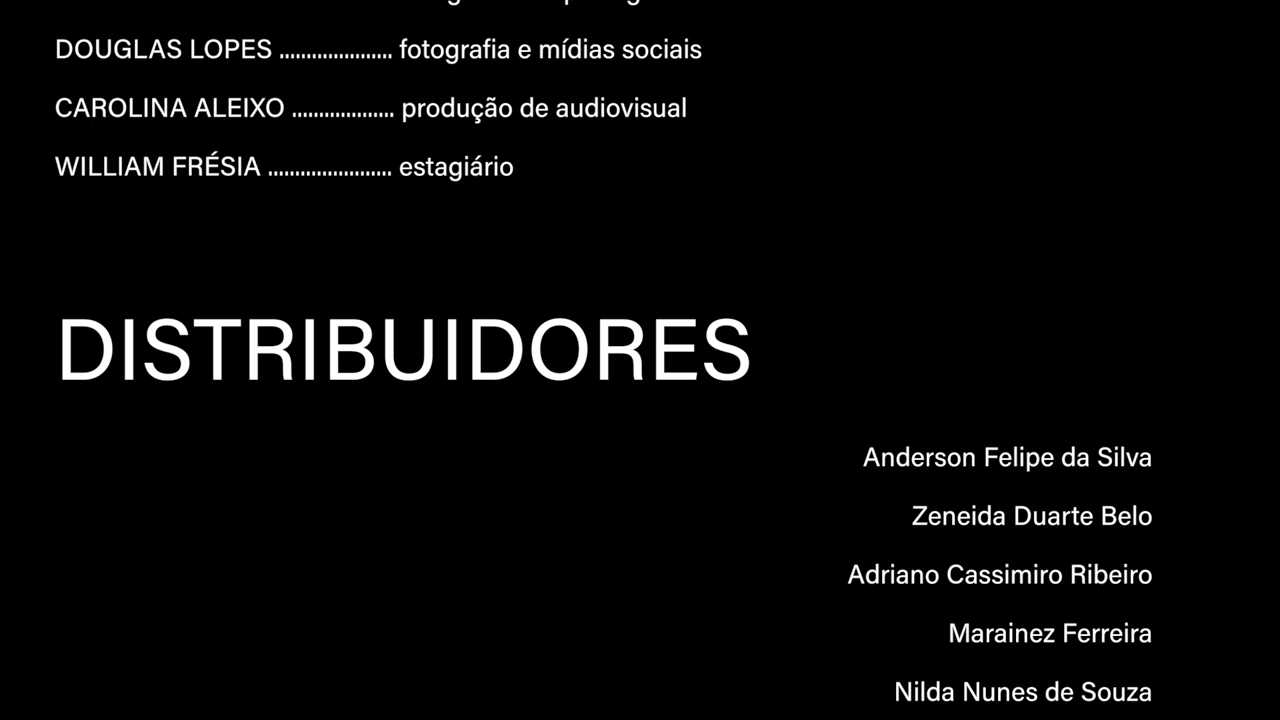 DOUGLAS LOPES ..................... fotografia e mídias sociais
CAROLINA ALEIXO ................... produção de audiovisual
WILLIAM FRÉSIA ....................... estagiário
DISTRIBUIDORES
Anderson Felipe da Silva
Zeneida Duarte Belo
Adriano Cassimiro Ribeiro
Marainez Ferreira
Nilda Nunes de Souza